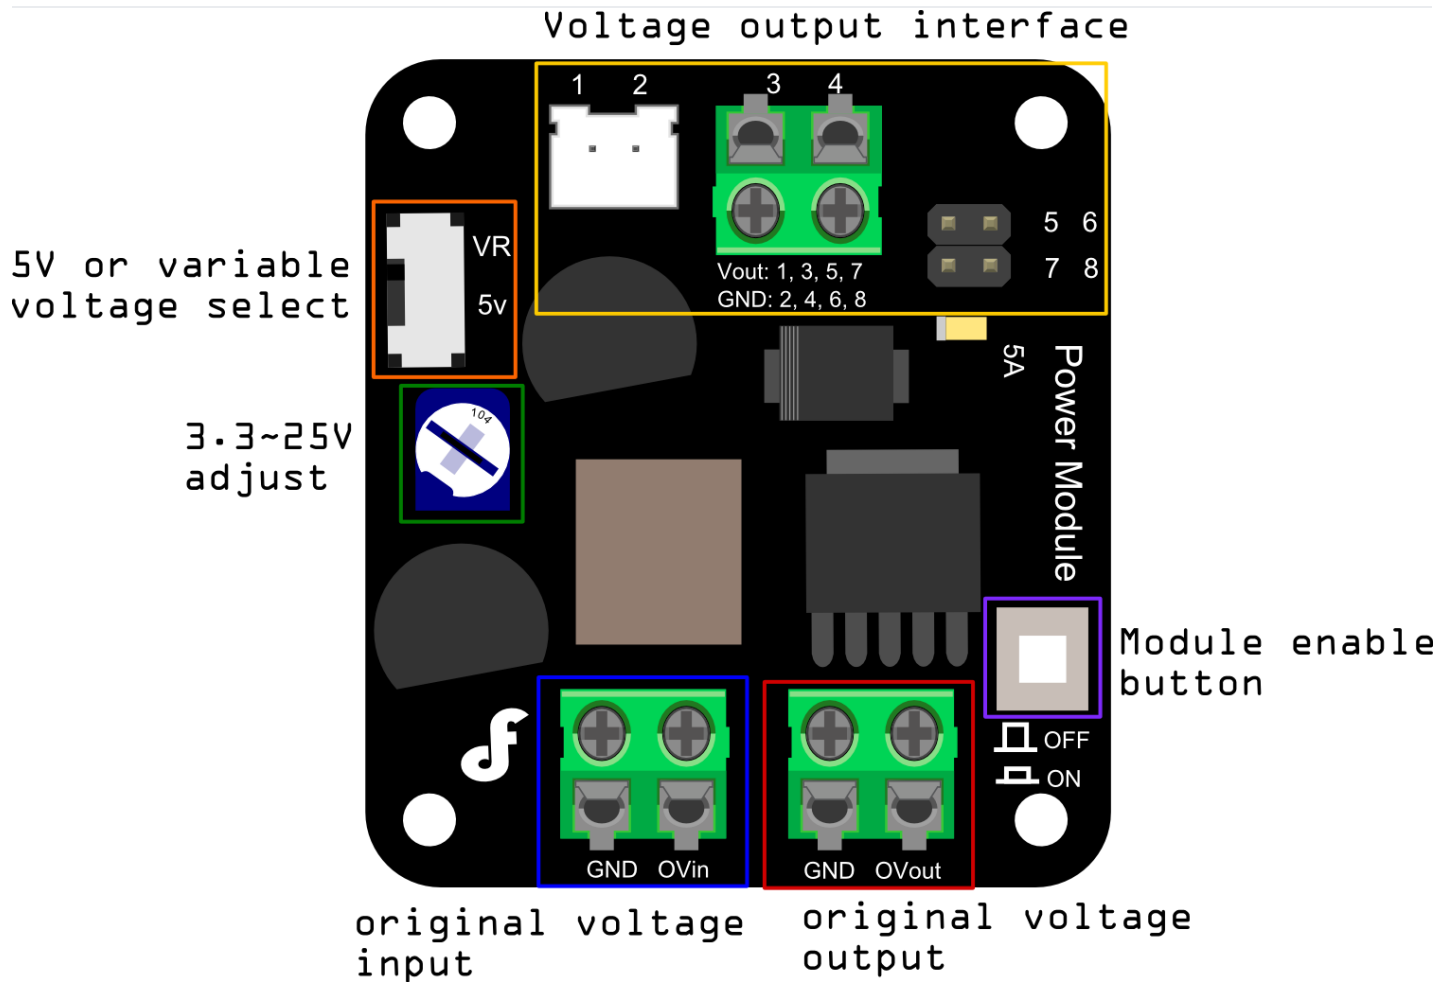 Voltage output interface
1 2 3 4
5V or variable
voltage select
VR
5v
Vout: 1, 3, 5, 7
GND: 2, 4, 6, 8
5 6
7 8
5A
Power Module
3.3~25V
adjust
104
Module enable
button
OFF
ON
GND OVin
GND OVout
original voltage
input
original voltage
output